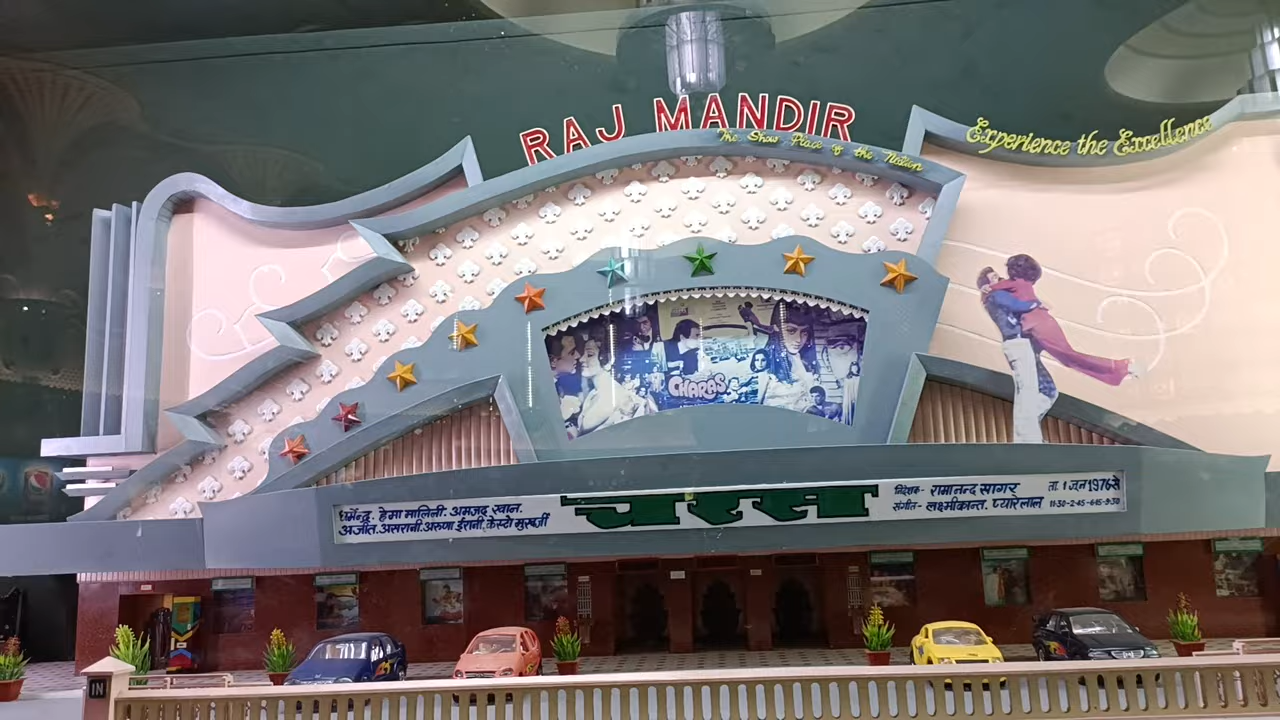 RAJ MANDIR
The Show Place of the Nation
Experience the Excellence
CHARAS
धर्मेन्द्र. हेमा मालिनी. अमजद खान.
अजीत. असरानी. अरुणा ईरानी. केस्टो मुखर्जी
चरस
निर्देशक- रामानन्द सागर
संगीत- लक्ष्मीकान्त. प्यारेलाल
ता. 1 जून 1976 से
11-30-2-45-6-15-9-30
IN